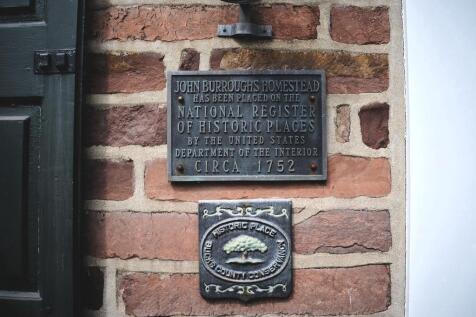 JOHN BURROUGHS HOMESTEAD
HAS BEEN PLACED ON THE
NATIONAL REGISTER
OF HISTORIC PLACES
BY THE UNITED STATES
DEPARTMENT OF THE INTERIOR
CIRCA 1752
HISTORIC PLACE
BUCKS COUNTY CONSERVANCY